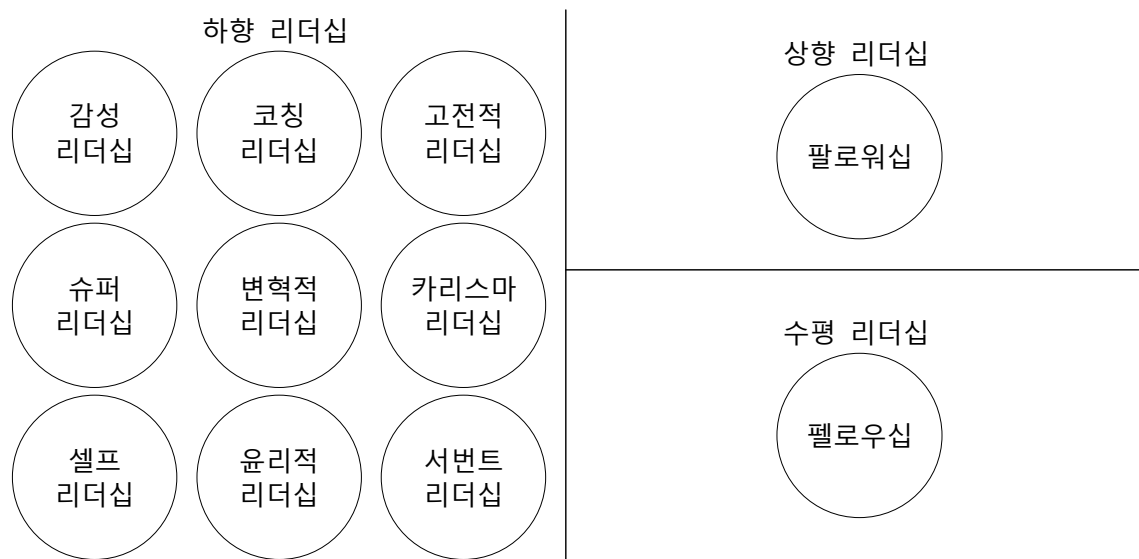 하향 리더십
감성
리더십
코칭
리더십
고전적
리더십
슈퍼
리더십
변혁적
리더십
카리스마
리더십
셀프
리더십
윤리적
리더십
서번트
리더십
상향 리더십
팔로워십
수평 리더십
펠로우십